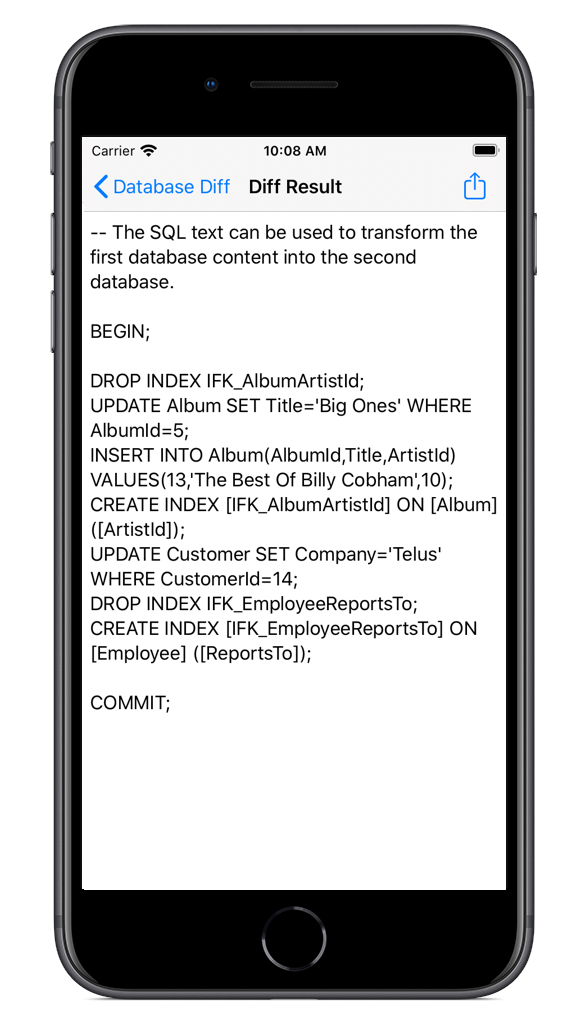 Carrier 10:08 AM
Database Diff Diff Result
-- The SQL text can be used to transform the
first database content into the second
database.
BEGIN;
DROP INDEX IFK_AlbumArtistId;
UPDATE Album SET Title='Big Ones' WHERE
AlbumId=5;
INSERT INTO Album(AlbumId,Title,ArtistId)
VALUES(13,'The Best Of Billy Cobham',10);
CREATE INDEX [IFK_AlbumArtistId] ON [Album]
([ArtistId]);
UPDATE Customer SET Company='Telus'
WHERE CustomerId=14;
DROP INDEX IFK_EmployeeReportsTo;
CREATE INDEX [IFK_EmployeeReportsTo] ON
[Employee] ([ReportsTo]);
COMMIT;